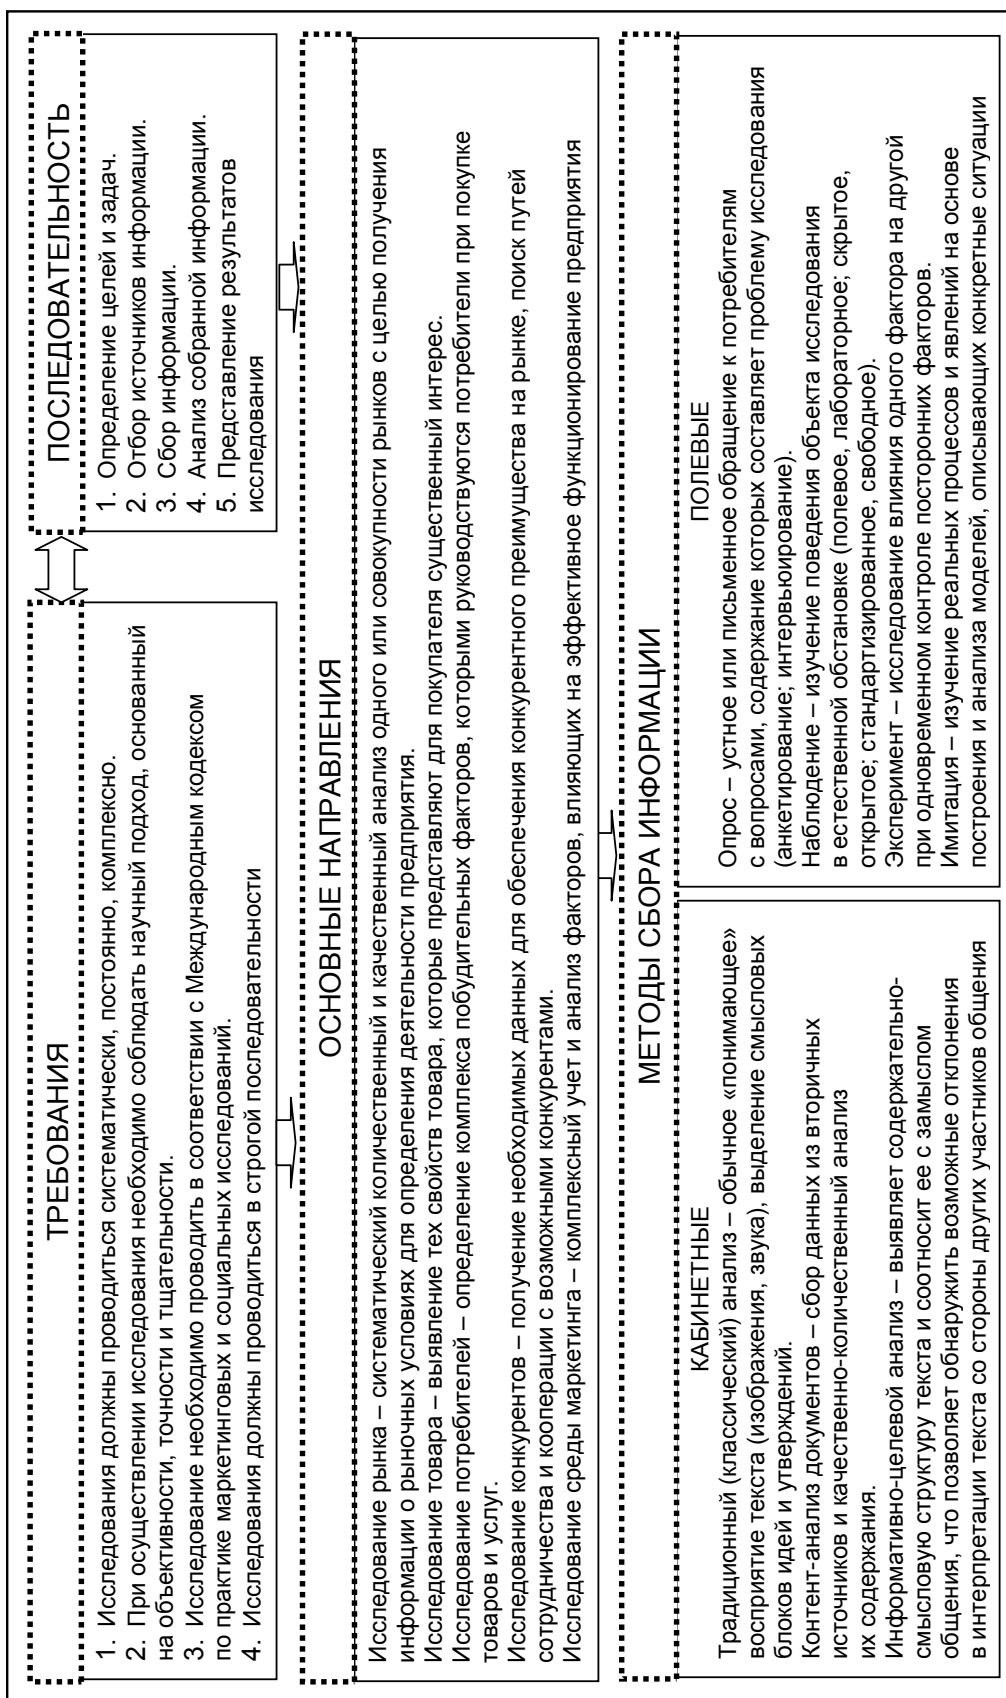 ТРЕБОВАНИЯ
1. Исследования должны проводиться систематически, постоянно, комплексно.
2. При осуществлении исследования необходимо соблюдать научный подход, основанный
на объективности, точности и тщательности.
3. Исследование необходимо проводить в соответствии с Международным кодексом
по практике маркетинговых и социальных исследований.
4. Исследования должны проводиться в строгой последовательности
ПОСЛЕДОВАТЕЛЬНОСТЬ
1. Определение целей и задач.
2. Отбор источников информации.
3. Сбор информации.
4. Анализ собранной информации.
5. Представление результатов
исследования
ОСНОВНЫЕ НАПРАВЛЕНИЯ
Исследование рынка – систематический количественный и качественный анализ одного или совокупности рынков с целью получения
информации о рыночных условиях для определения деятельности предприятия.
Исследование товара – выявление тех свойств товара, которые представляют для покупателя существенный интерес.
Исследование потребителей – определение комплекса побудительных факторов, которыми руководствуются потребители при покупке
товаров и услуг.
Исследование конкурентов – получение необходимых данных для обеспечения конкурентного преимущества на рынке, поиск путей
сотрудничества и кооперации с возможными конкурентами.
Исследование среды маркетинга – комплексный учет и анализ факторов, влияющих на эффективное функционирование предприятия
МЕТОДЫ СБОРА ИНФОРМАЦИИ
КАБИНЕТНЫЕ
Традиционный (классический) анализ – обычное «понимающее»
восприятие текста (изображения, звука), выделение смысловых
блоков идей и утверждений.
Контент-анализ документов – сбор данных из вторичных
источников и качественно-количественный анализ
их содержания.
Информативно-целевой анализ – выявляет содержательно-
смысловую структуру текста и соотносит ее с замыслом
общения, что позволяет обнаружить возможные отклонения
в интерпретации текста со стороны других участников общения
ПОЛЕВЫЕ
Опрос – устное или письменное обращение к потребителям
с вопросами, содержание которых составляет проблему исследования
(анкетирование; интервьюирование).
Наблюдение – изучение поведения объекта исследования
в естественной обстановке (полевое, лабораторное; скрытое,
открытое; стандартизированное, свободное).
Эксперимент – исследование влияния одного фактора на другой
при одновременном контроле посторонних факторов.
Имитация – изучение реальных процессов и явлений на основе
построения и анализа моделей, описывающих конкретные ситуации